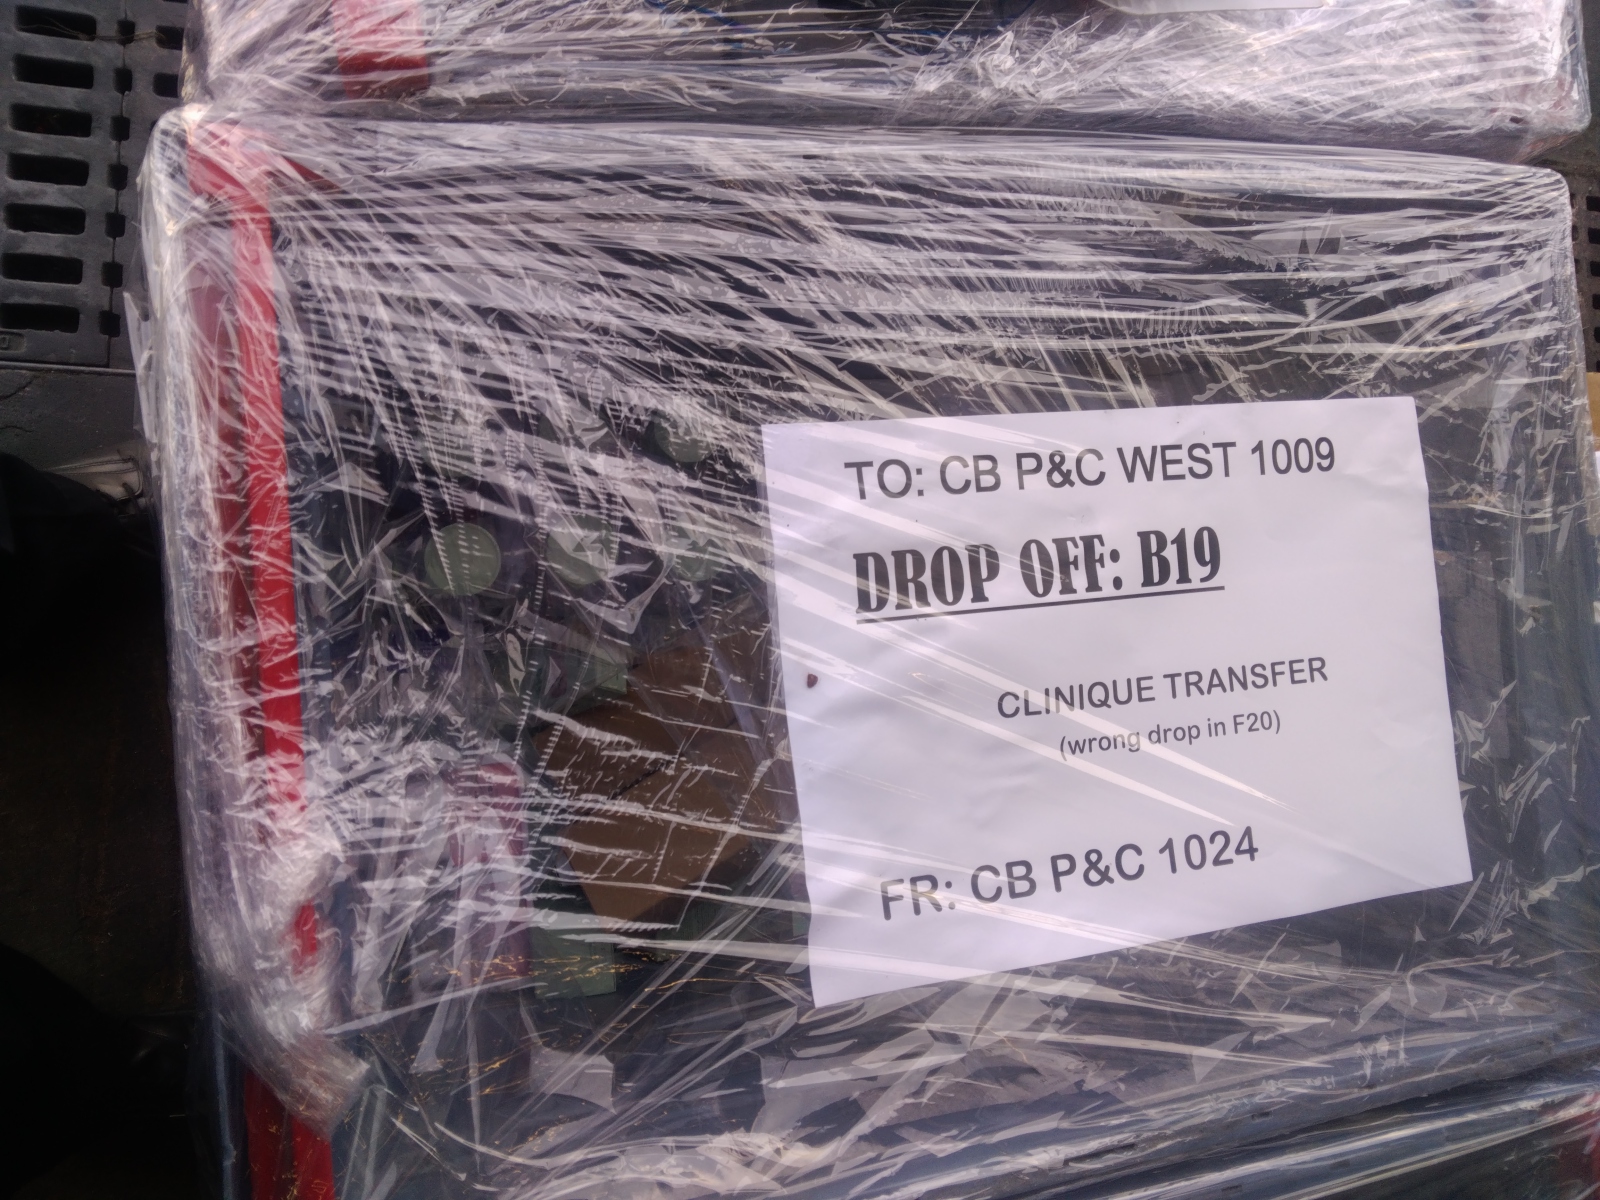 TO: CB P&C WEST 1009
DROP OFF: B19
CLINIQUE TRANSFER
(wrong drop in F20)
FR: CB P&C 1024